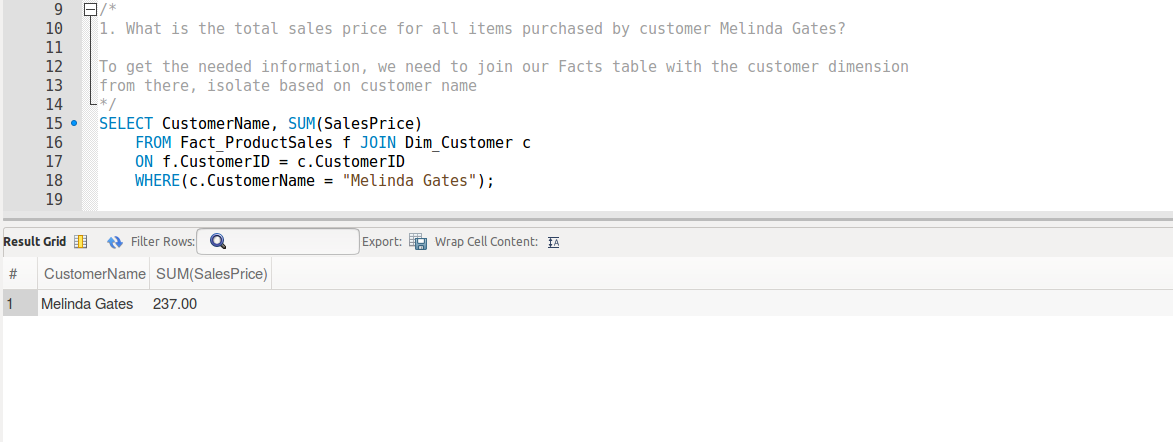 9 /*
10 1. What is the total sales price for all items purchased by customer Melinda Gates?
11
12 To get the needed information, we need to join our Facts table with the customer dimension
13 from there, isolate based on customer name
14 */
15 SELECT CustomerName, SUM(SalesPrice)
16 FROM Fact_ProductSales f JOIN Dim_Customer c
17 ON f.CustomerID = c.CustomerID
18 WHERE(c.CustomerName = "Melinda Gates");
19
Result Grid Filter Rows: Export: Wrap Cell Content:
# CustomerName SUM(SalesPrice)
1 Melinda Gates 237.00